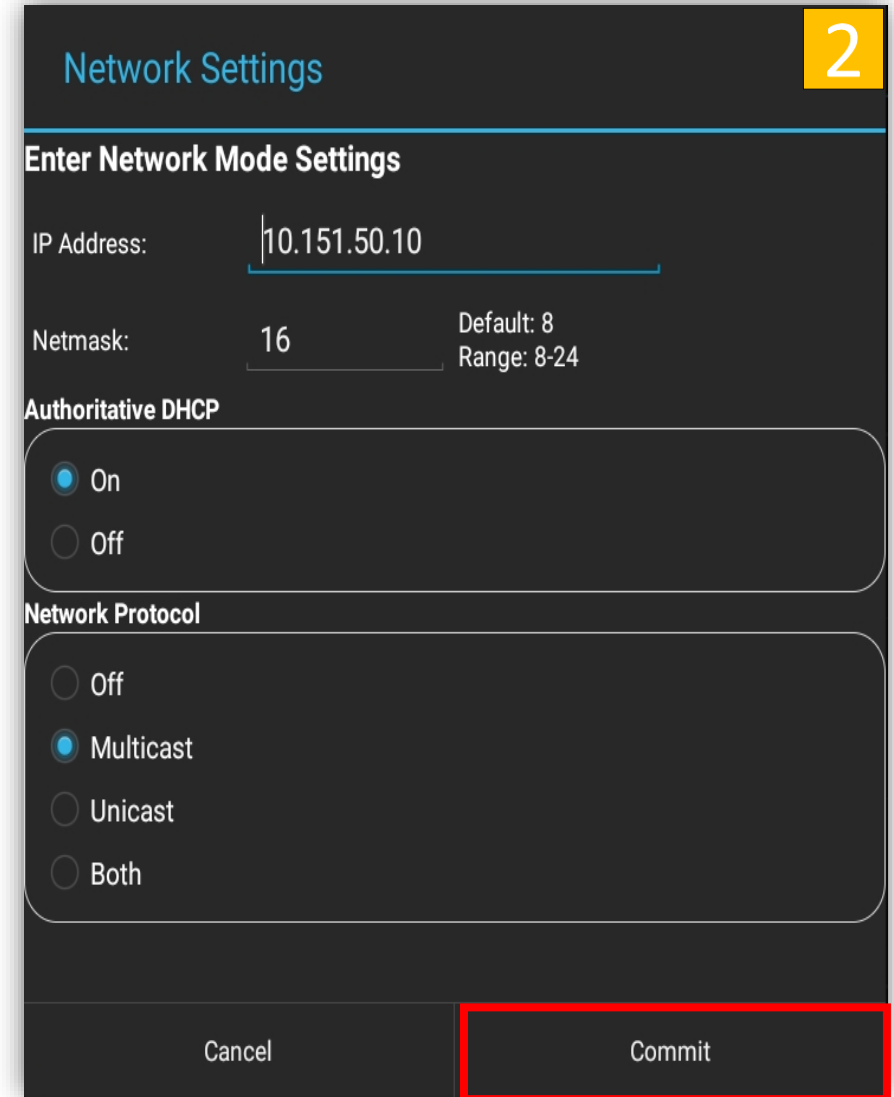 Network Settings
2
Enter Network Mode Settings
IP Address: 10.151.50.10
Netmask: 16 Default: 8
Range: 8-24
Authoritative DHCP
On
Off
Network Protocol
Off
Multicast
Unicast
Both
Cancel Commit